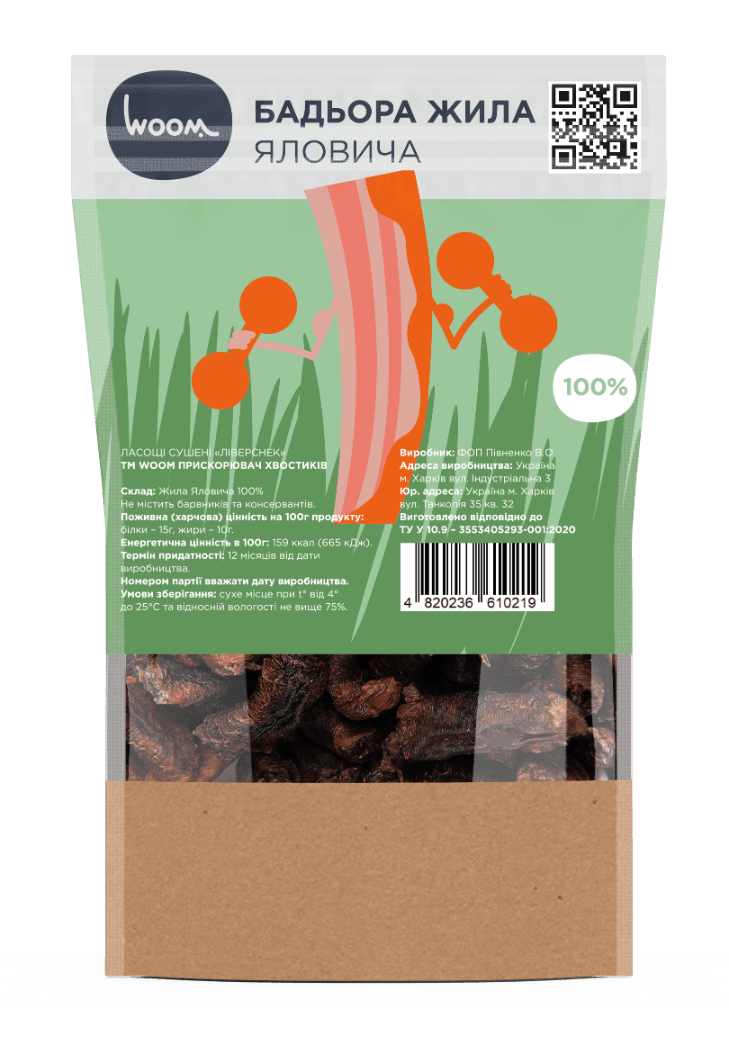 WOOM
БАДЬОРА ЖИЛА
ЯЛОВИЧА
100%
ЛАСОЩІ СУШЕНІ «ЛІВЕРСНЕК»
ТМ WOOM ПРИСКОРЮВАЧ ХВОСТИКІВ
Склад: Жила Яловича 100%
Не містить барвників та консервантів.
Поживна (харчова) цінність на 100г продукту:
білки – 15г, жири – 10г.
Енергетична цінність в 100г: 159 ккал (665 кДж).
Термін придатності: 12 місяців від дати
виробництва.
Номером партії вважати дату виробництва.
Умови зберігання: сухе місце при t° від 4°
до 25°С та відносній вологості не вище 75%.
Виробник: ФОП Півненко В.О.
Адреса виробництва: Україна
м. Харків вул. Індустріальна 3
Юр. адреса: Україна м. Харків
вул. Танкопія 35 кв. 32
Виготовлено відповідно до
ТУ У 10.9 – 3553405293-001:2020
4 820236 610219